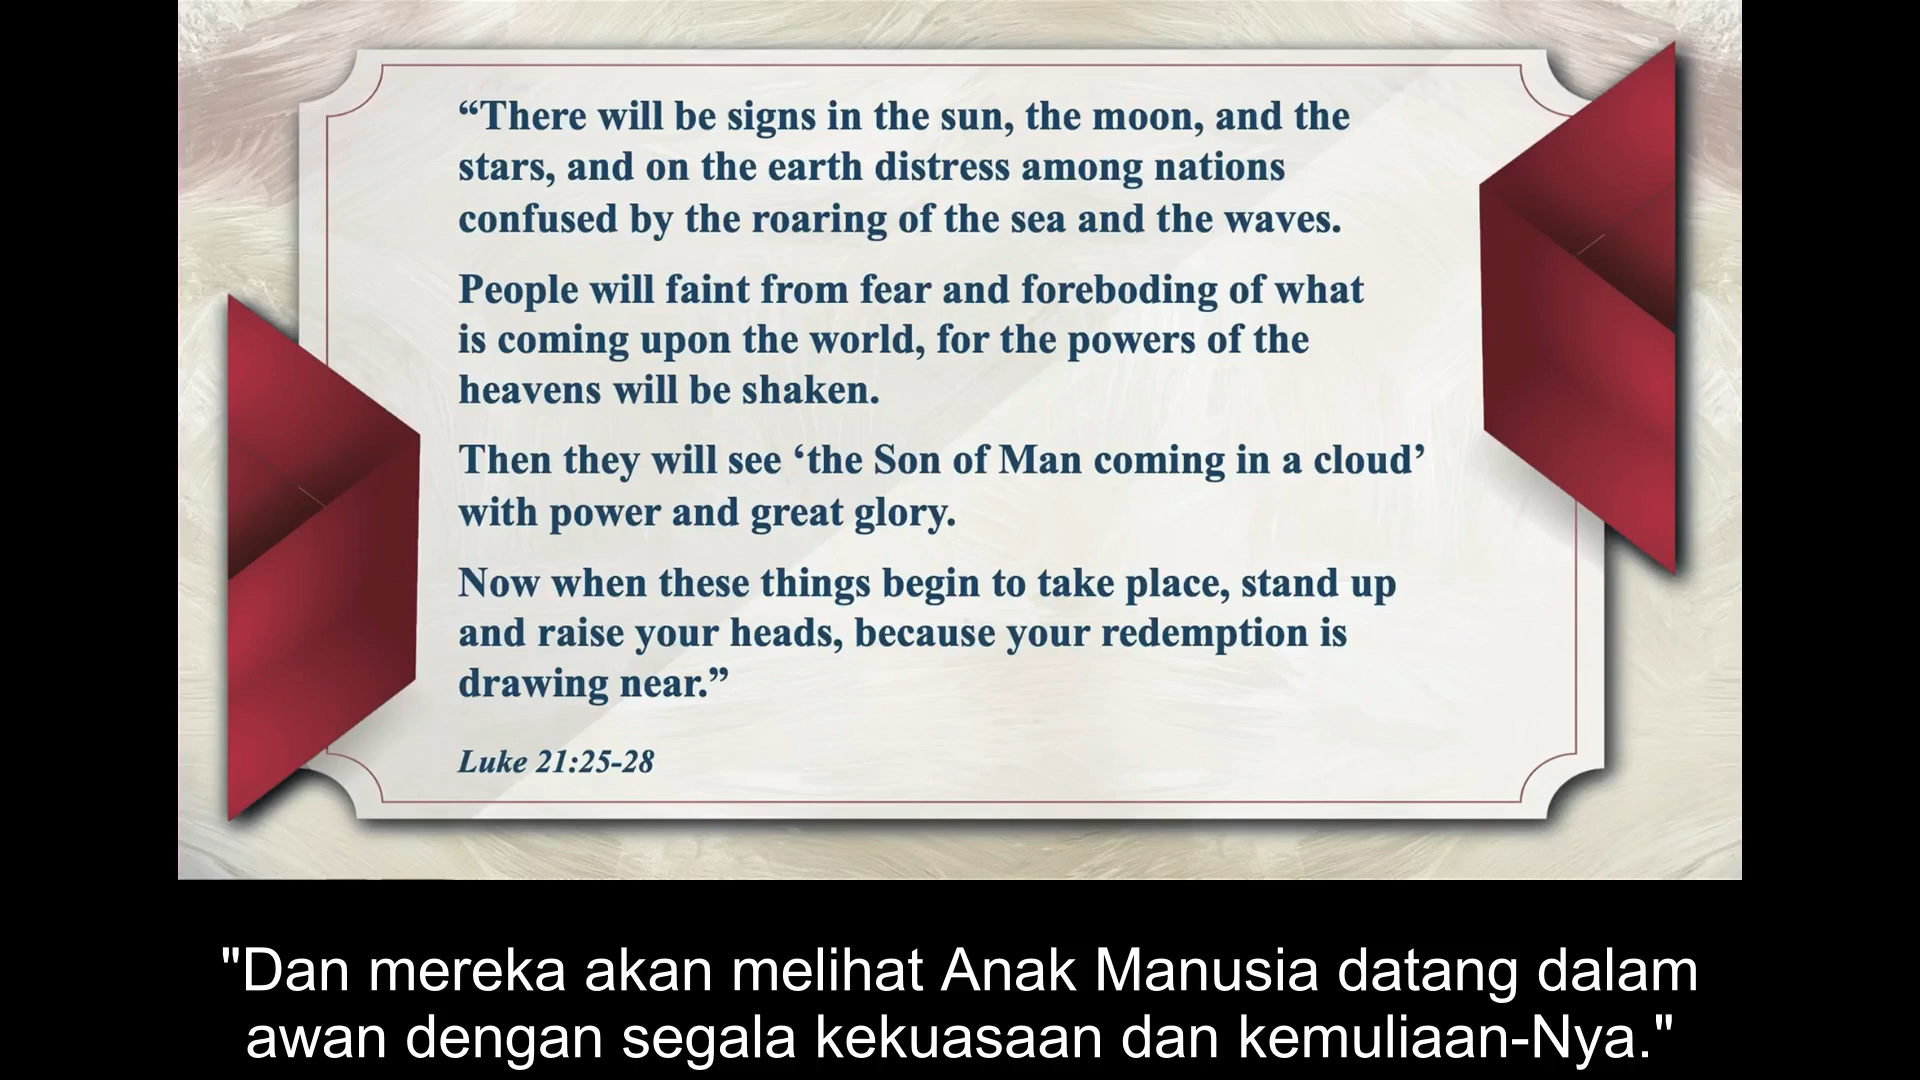 “There will be signs in the sun, the moon, and the
stars, and on the earth distress among nations
confused by the roaring of the sea and the waves.
People will faint from fear and foreboding of what
is coming upon the world, for the powers of the
heavens will be shaken.
Then they will see ‘the Son of Man coming in a cloud’
with power and great glory.
Now when these things begin to take place, stand up
and raise your heads, because your redemption is
drawing near.”
Luke 21:25-28
"Dan mereka akan melihat Anak Manusia datang dalam
awan dengan segala kekuasaan dan kemuliaan-Nya."